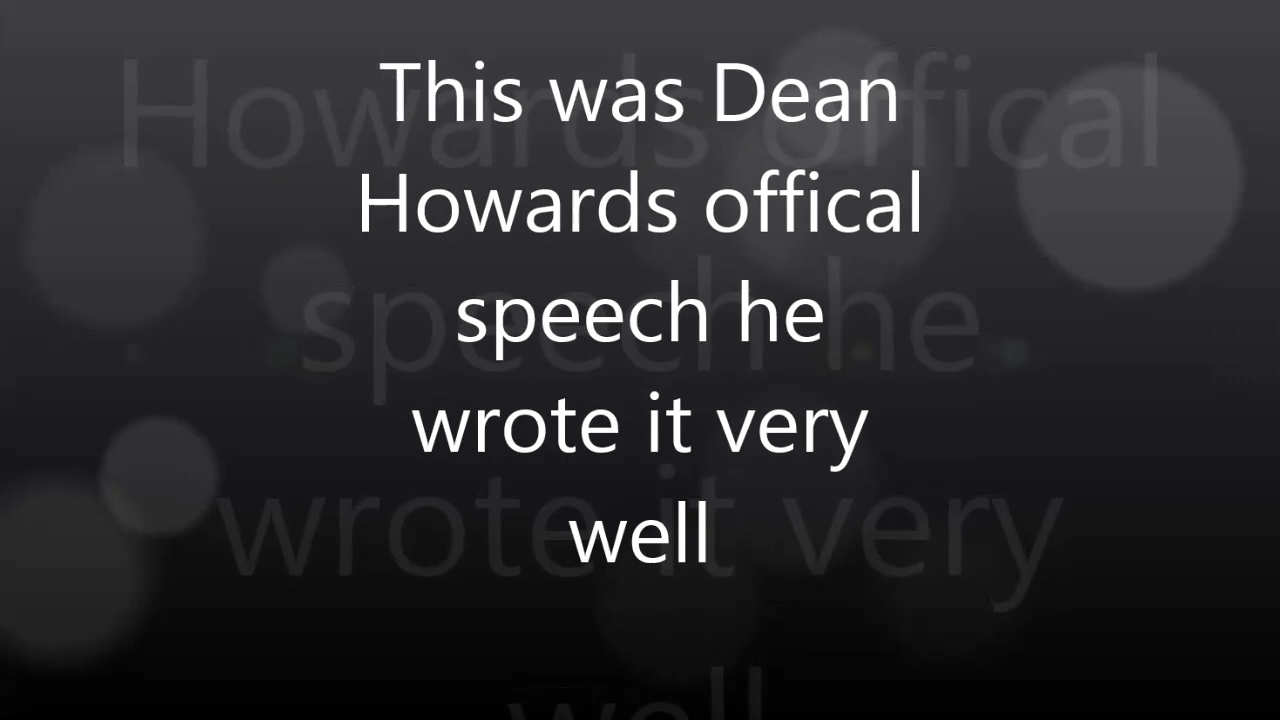 This was Dean
Howards offical
speech he
wrote it very
well